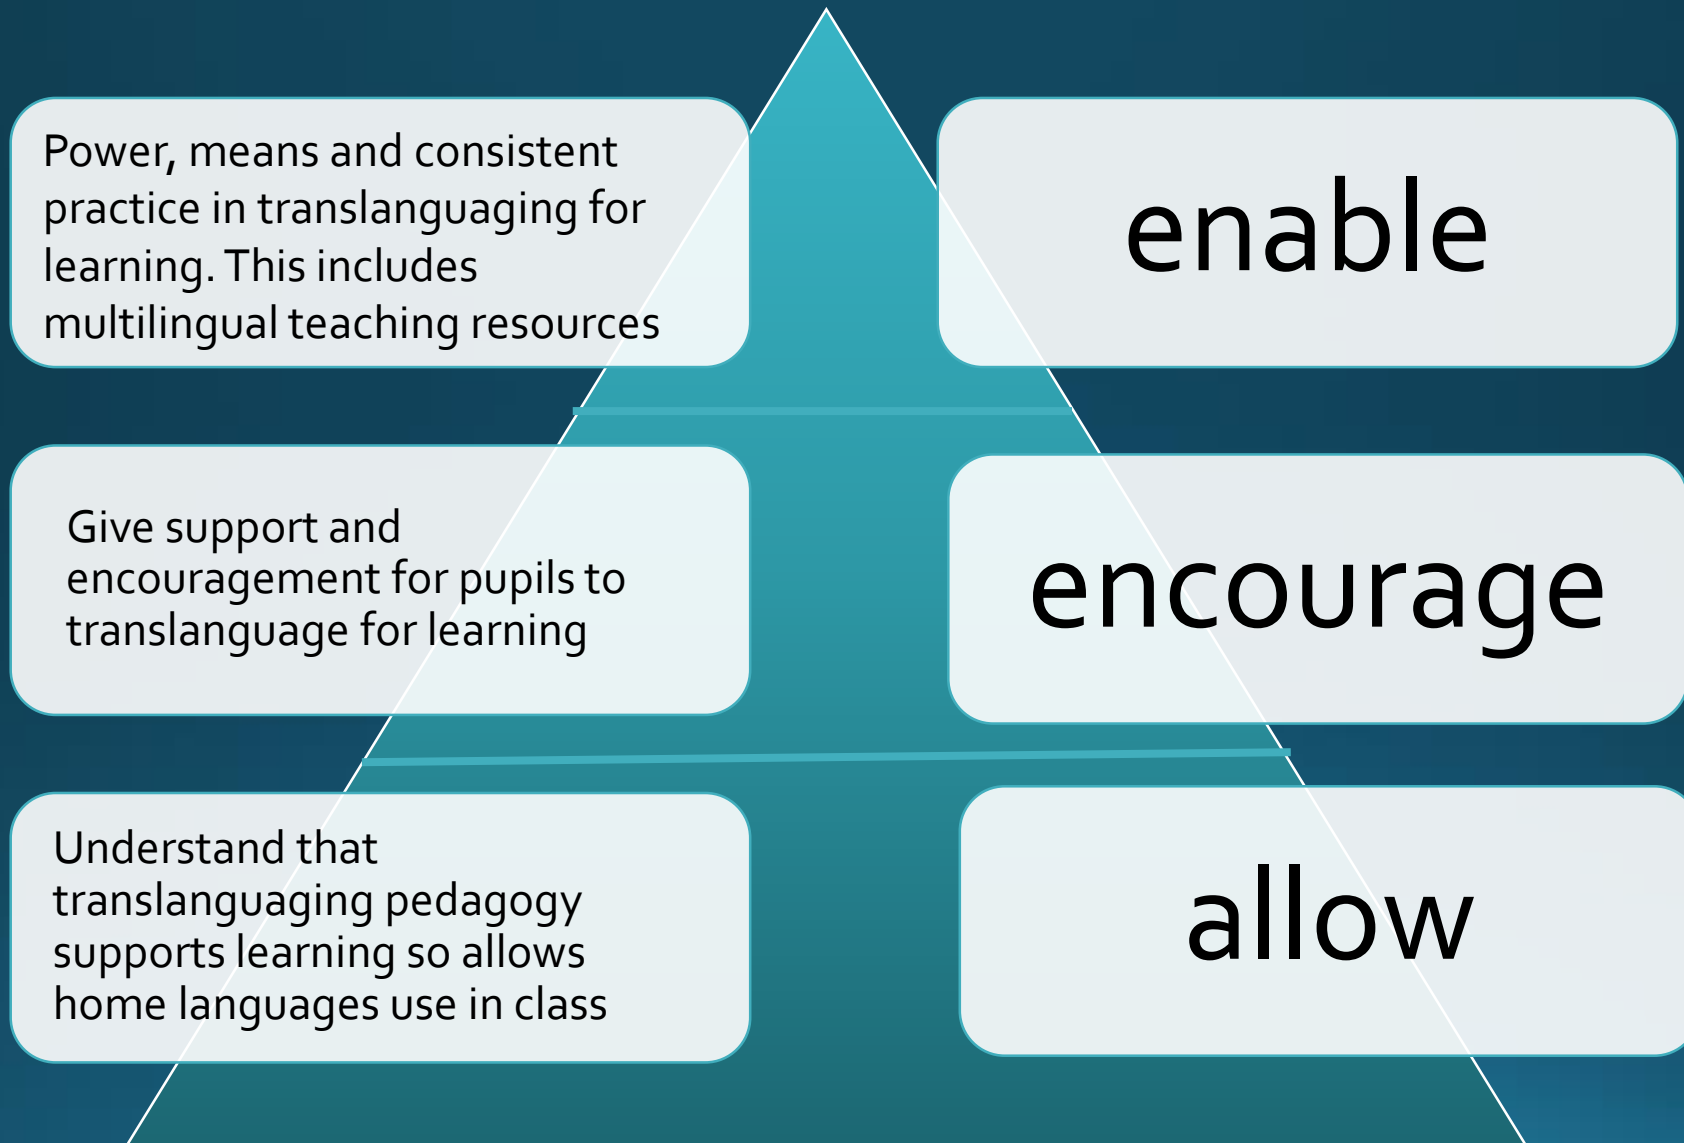 Power, means and consistent
practice in translanguaging for
learning. This includes
multilingual teaching resources
enable
Give support and
encouragement for pupils to
translanguage for learning
encourage
Understand that
translanguaging pedagogy
supports learning so allows
home languages use in class
allow